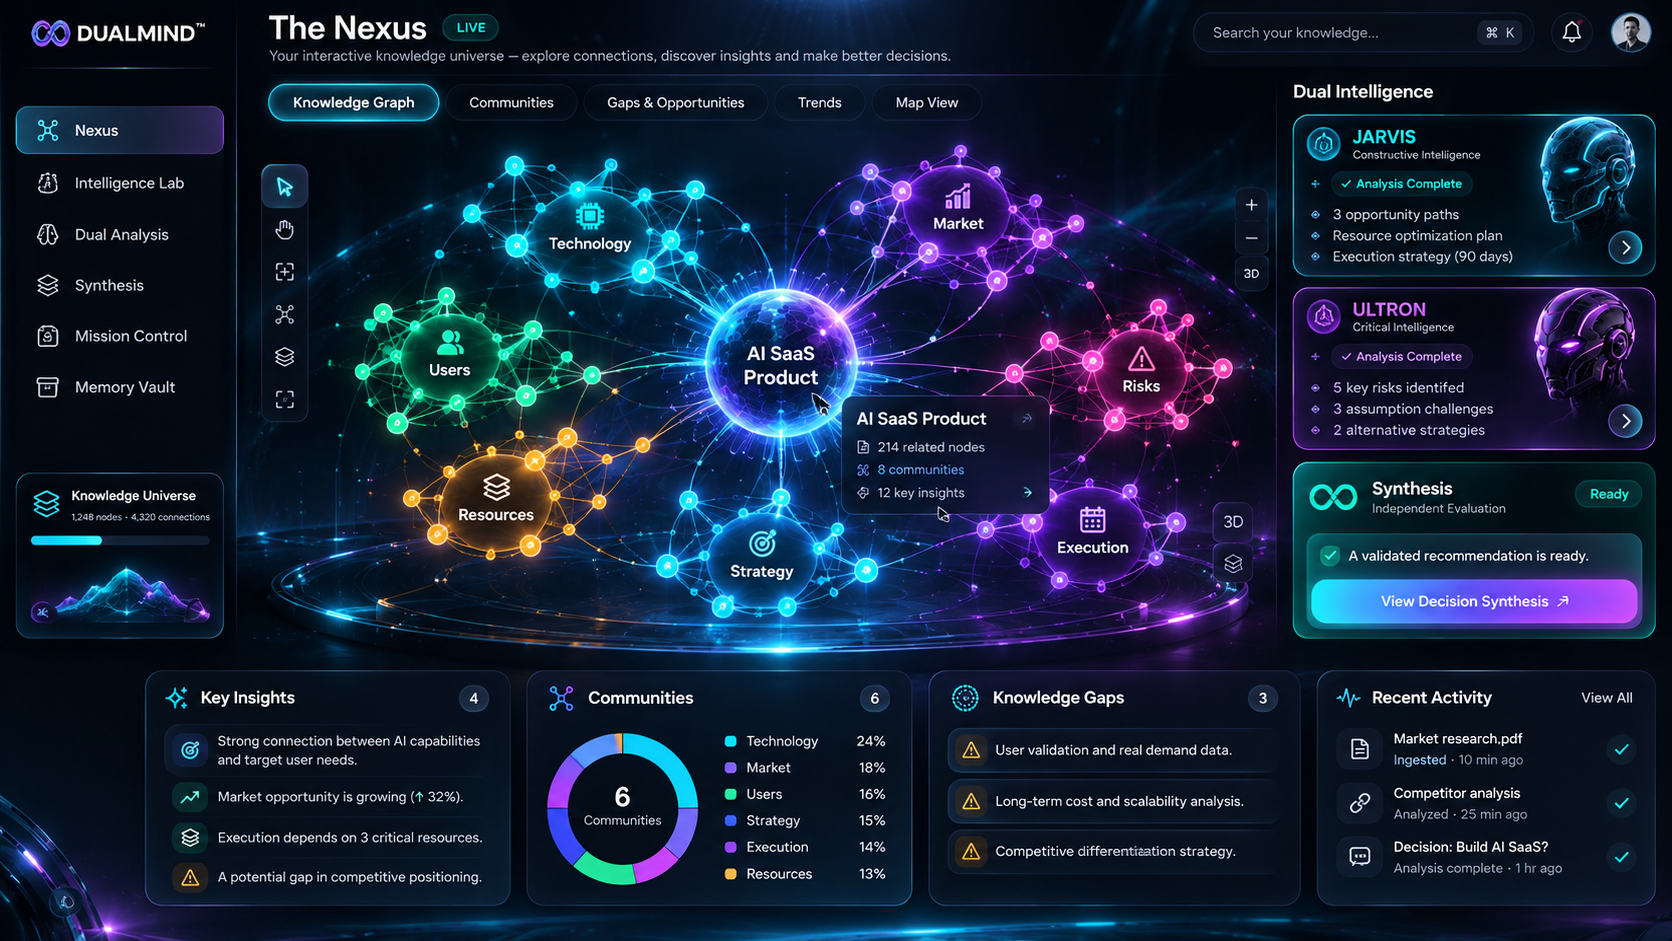 DUALMIND™
The Nexus
LIVE
Your interactive knowledge universe — explore connections, discover insights and make better decisions.
Search your knowledge...
⌘ K
Nexus
Intelligence Lab
Dual Analysis
Synthesis
Mission Control
Memory Vault
Knowledge Universe
1,248 nodes · 4,320 connections
Knowledge Graph
Communities
Gaps & Opportunities
Trends
Map View
Technology
Market
Users
AI SaaS
Product
Risks
Resources
Strategy
Execution
AI SaaS Product
214 related nodes
8 communities
12 key insights
+
−
3D
3D
Dual Intelligence
JARVIS
Constructive Intelligence
✓ Analysis Complete
3 opportunity paths
Resource optimization plan
Execution strategy (90 days)
ULTRON
Critical Intelligence
✓ Analysis Complete
5 key risks identifed
3 assumption challenges
2 alternative strategies
Synthesis
Independent Evaluation
Ready
A validated recommendation is ready.
View Decision Synthesis
Key Insights
4
Strong connection between AI capabilities
and target user needs.
Market opportunity is growing (↑ 32%).
Execution depends on 3 critical resources.
A potential gap in competitive positioning.
Communities
6
6
Communities
Technology 24%
Market 18%
Users 16%
Strategy 15%
Execution 14%
Resources 13%
Knowledge Gaps
3
User validation and real demand data.
Long-term cost and scalability analysis.
Competitive differentiation strategy.
Recent Activity
View All
Market research,pdf
Ingested · 10 min ago
Competitor analysis
Analyzed · 25 min ago
Decision: Build AI SaaS?
Analysis complete · 1 hr ago